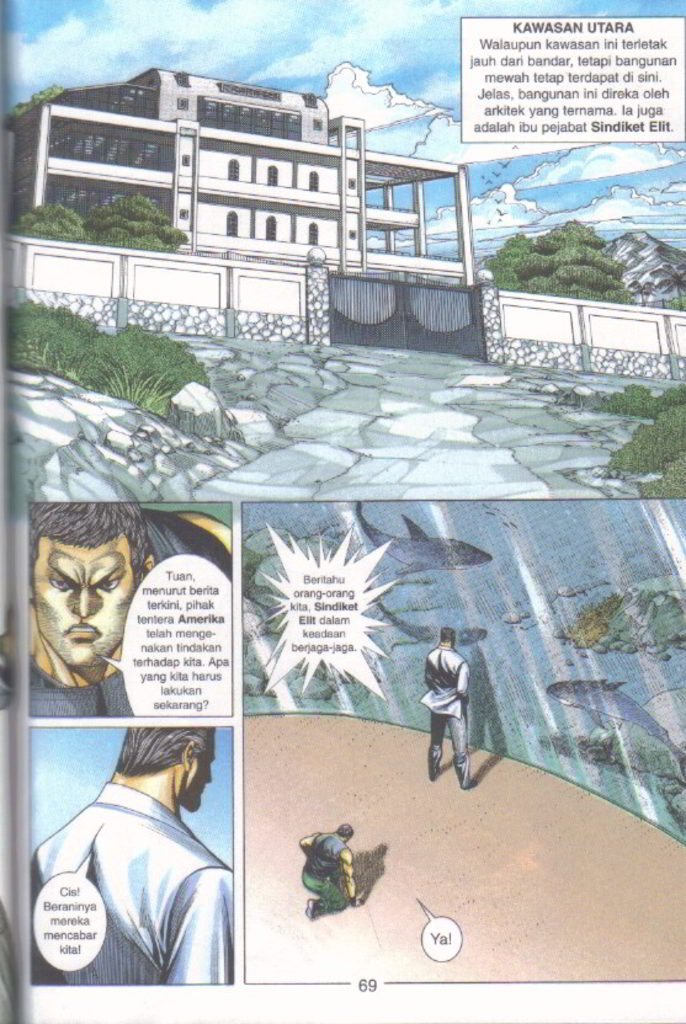 KAWASAN UTARA
Walaupun kawasan ini terletak
jauh dari bandar, tetapi bangunan
mewah tetap terdapat di sini.
Jelas, bangunan ini direka oleh
arkitek yang ternama. Ia juga
adalah ibu pejabat Sindiket Elit.
Tuan,
menurut berita
terkini, pihak
tentera Amerika
telah menge-
nakan tindakan
terhadap kita. Apa
yang kita harus
lakukan
sekarang?
Cis!
Beraninya
mereka
mencabar
kita!
Beritahu
orang-orang
kita, Sindiket
Elit dalam
keadaan
berjaga-jaga.
Ya!
69